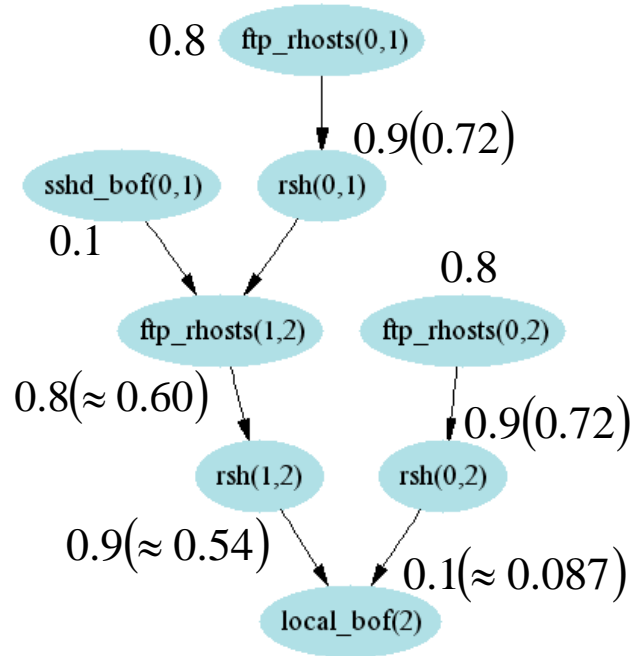 0.8 ftp_rhosts(0,1)
0.9(0.72)
sshd_bof(0,1) rsh(0,1)
0.1
0.8
ftp_rhosts(1,2) ftp_rhosts(0,2)
0.8(≈ 0.60)
0.9(0.72)
rsh(1,2) rsh(0,2)
0.9(≈ 0.54)
0.1(≈ 0.087)
local_bof(2)